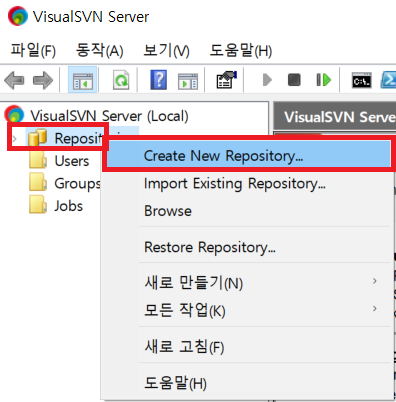 VisualSVN Server
파일(F) 동작(A) 보기(V) 도움말(H)
VisualSVN Server (Local)
VisualSVN Serve
Reposit
Users
Groups
Jobs
Create New Repository...
Import Existing Repository...
Browse
Restore Repository...
새로 만들기(N)
모든 작업(K)
새로 고침(F)
도움말(H)